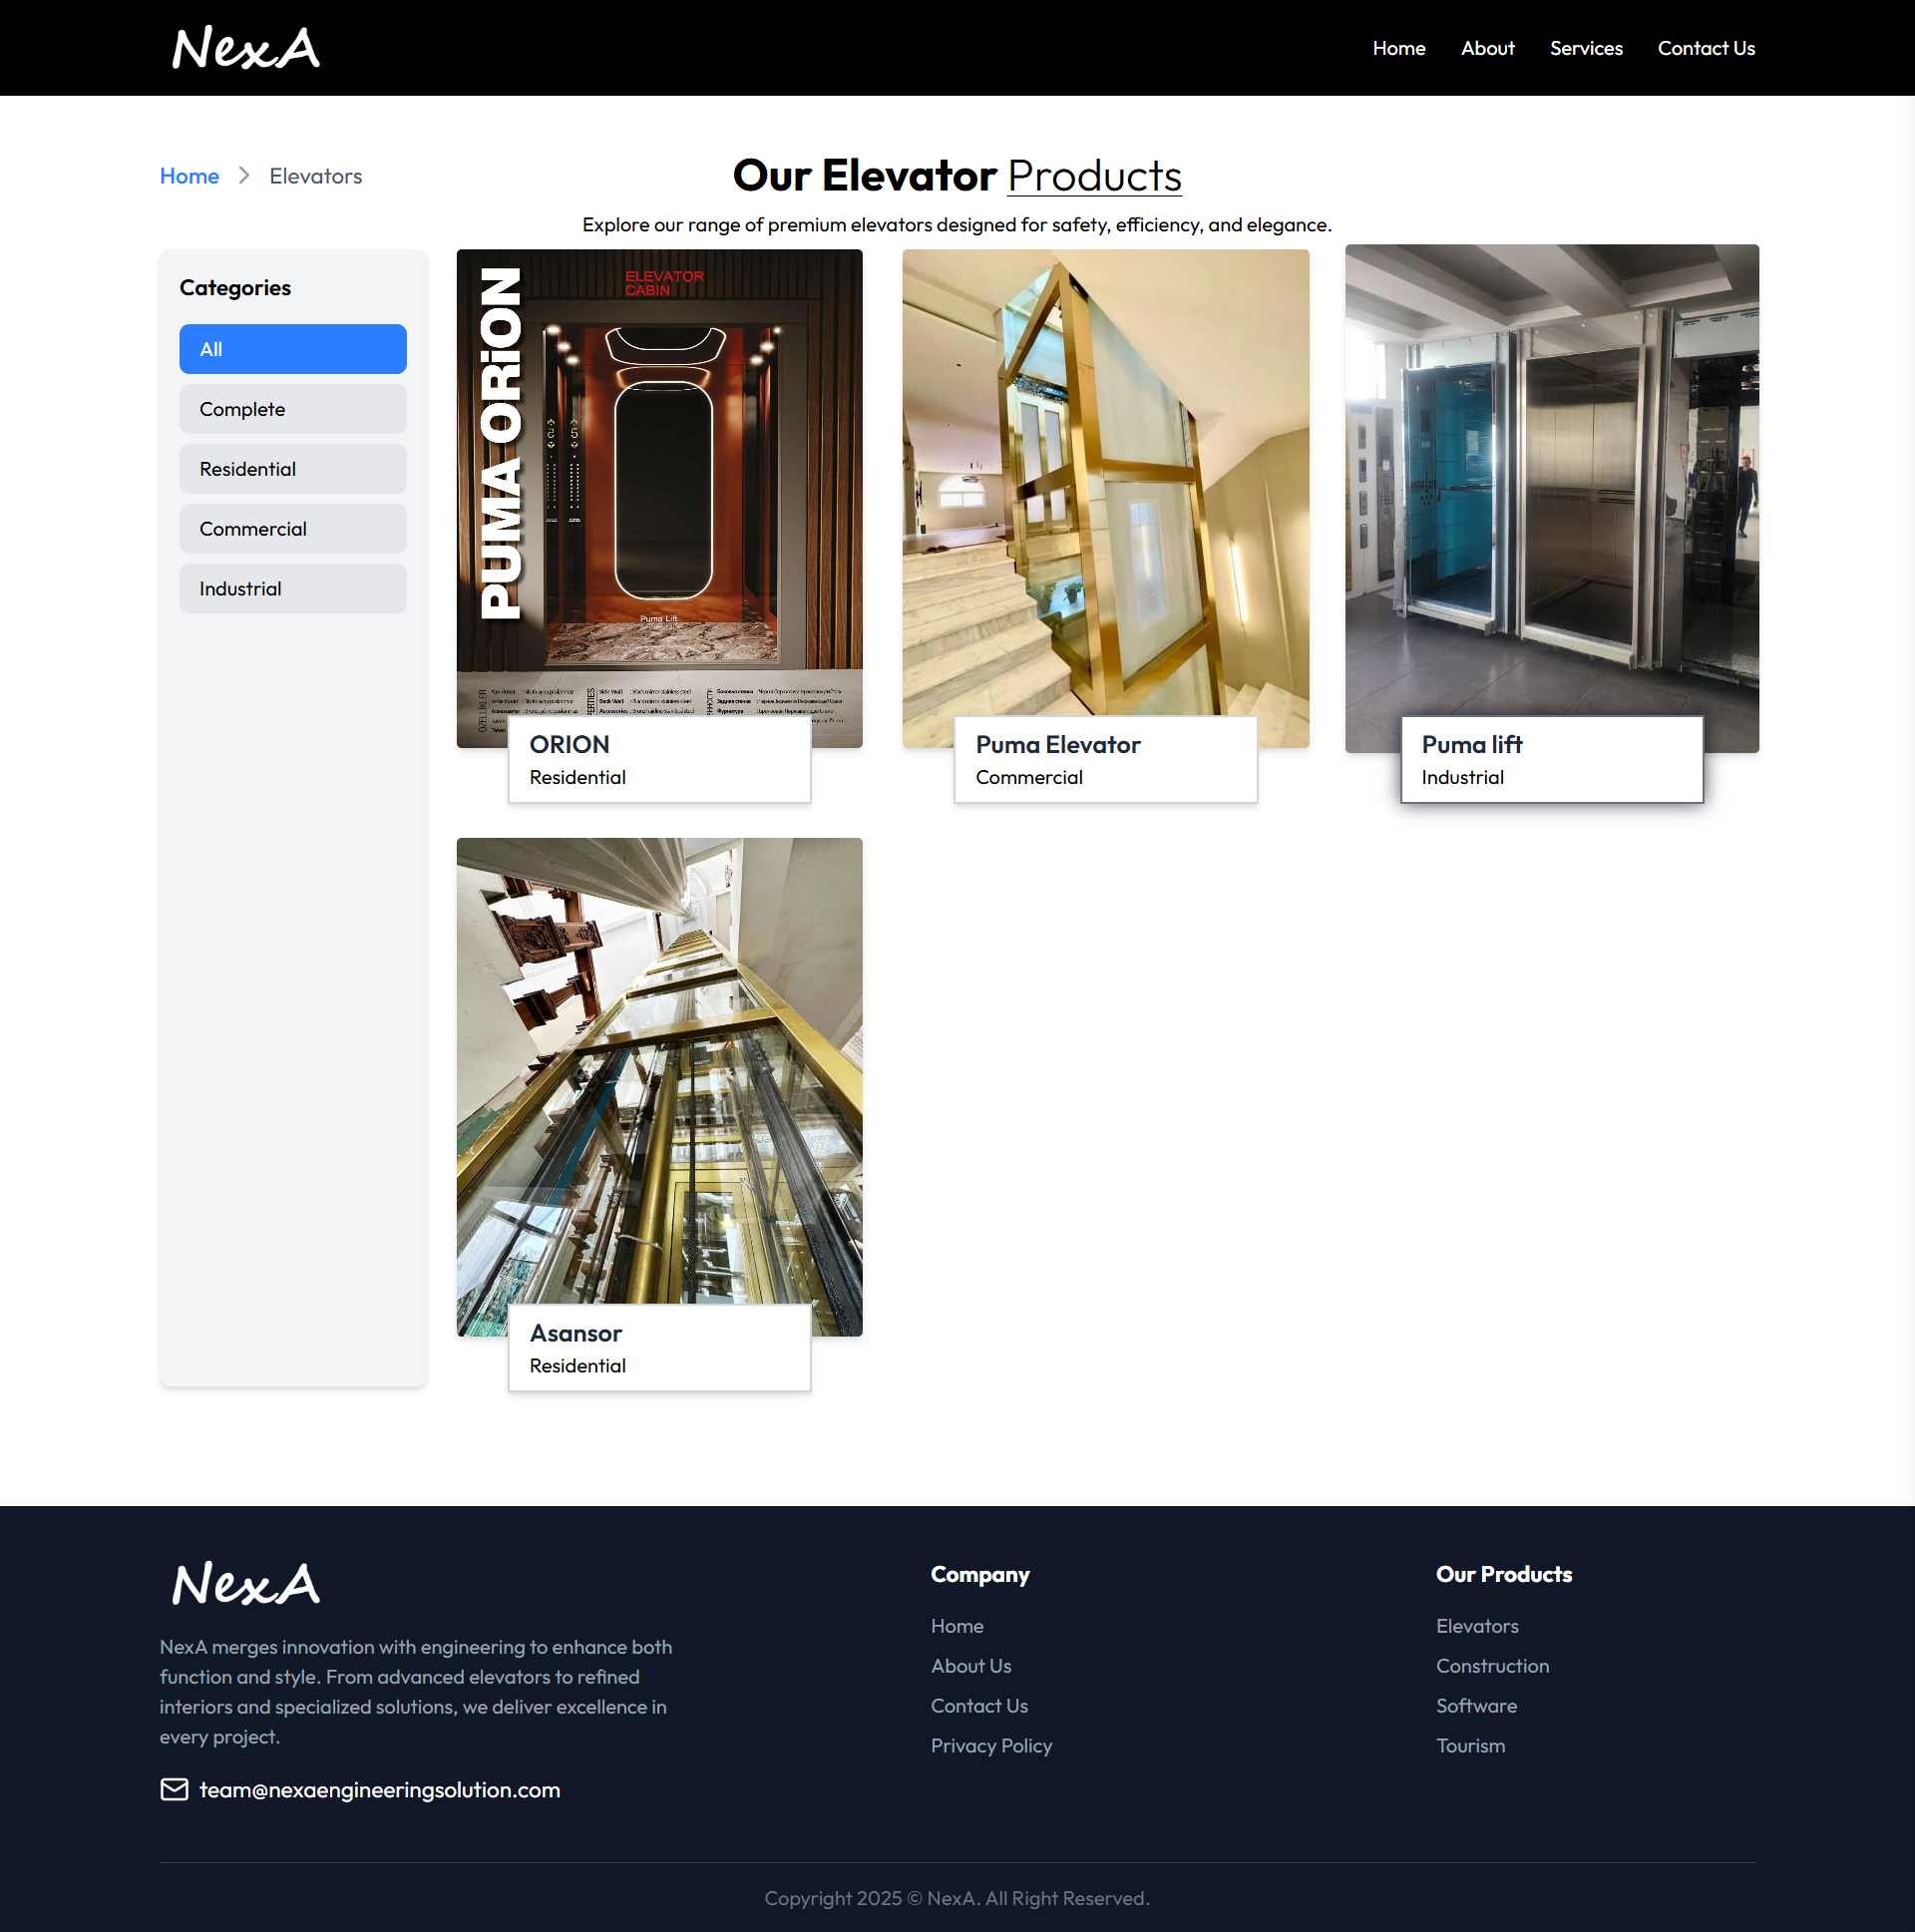 NexA
Home
About
Services
Contact Us
Home
Elevators
Our Elevator Products
Explore our range of premium elevators designed for safety, efficiency, and elegance.
Categories
All
Complete
Residential
Commercial
Industrial
PUMA ORiON
ELEVATOR
CABIN
Puma Lift
ORION
Residential
Puma Elevator
Commercial
Puma lift
Industrial
Asansor
Residential
NexA
NexA merges innovation with engineering to enhance both
function and style. From advanced elevators to refined
interiors and specialized solutions, we deliver excellence in
every project.
team@nexaengineeringsolution.com
Company
Home
About Us
Contact Us
Privacy Policy
Our Products
Elevators
Construction
Software
Tourism
Copyright 2025 © NexA. All Right Reserved.